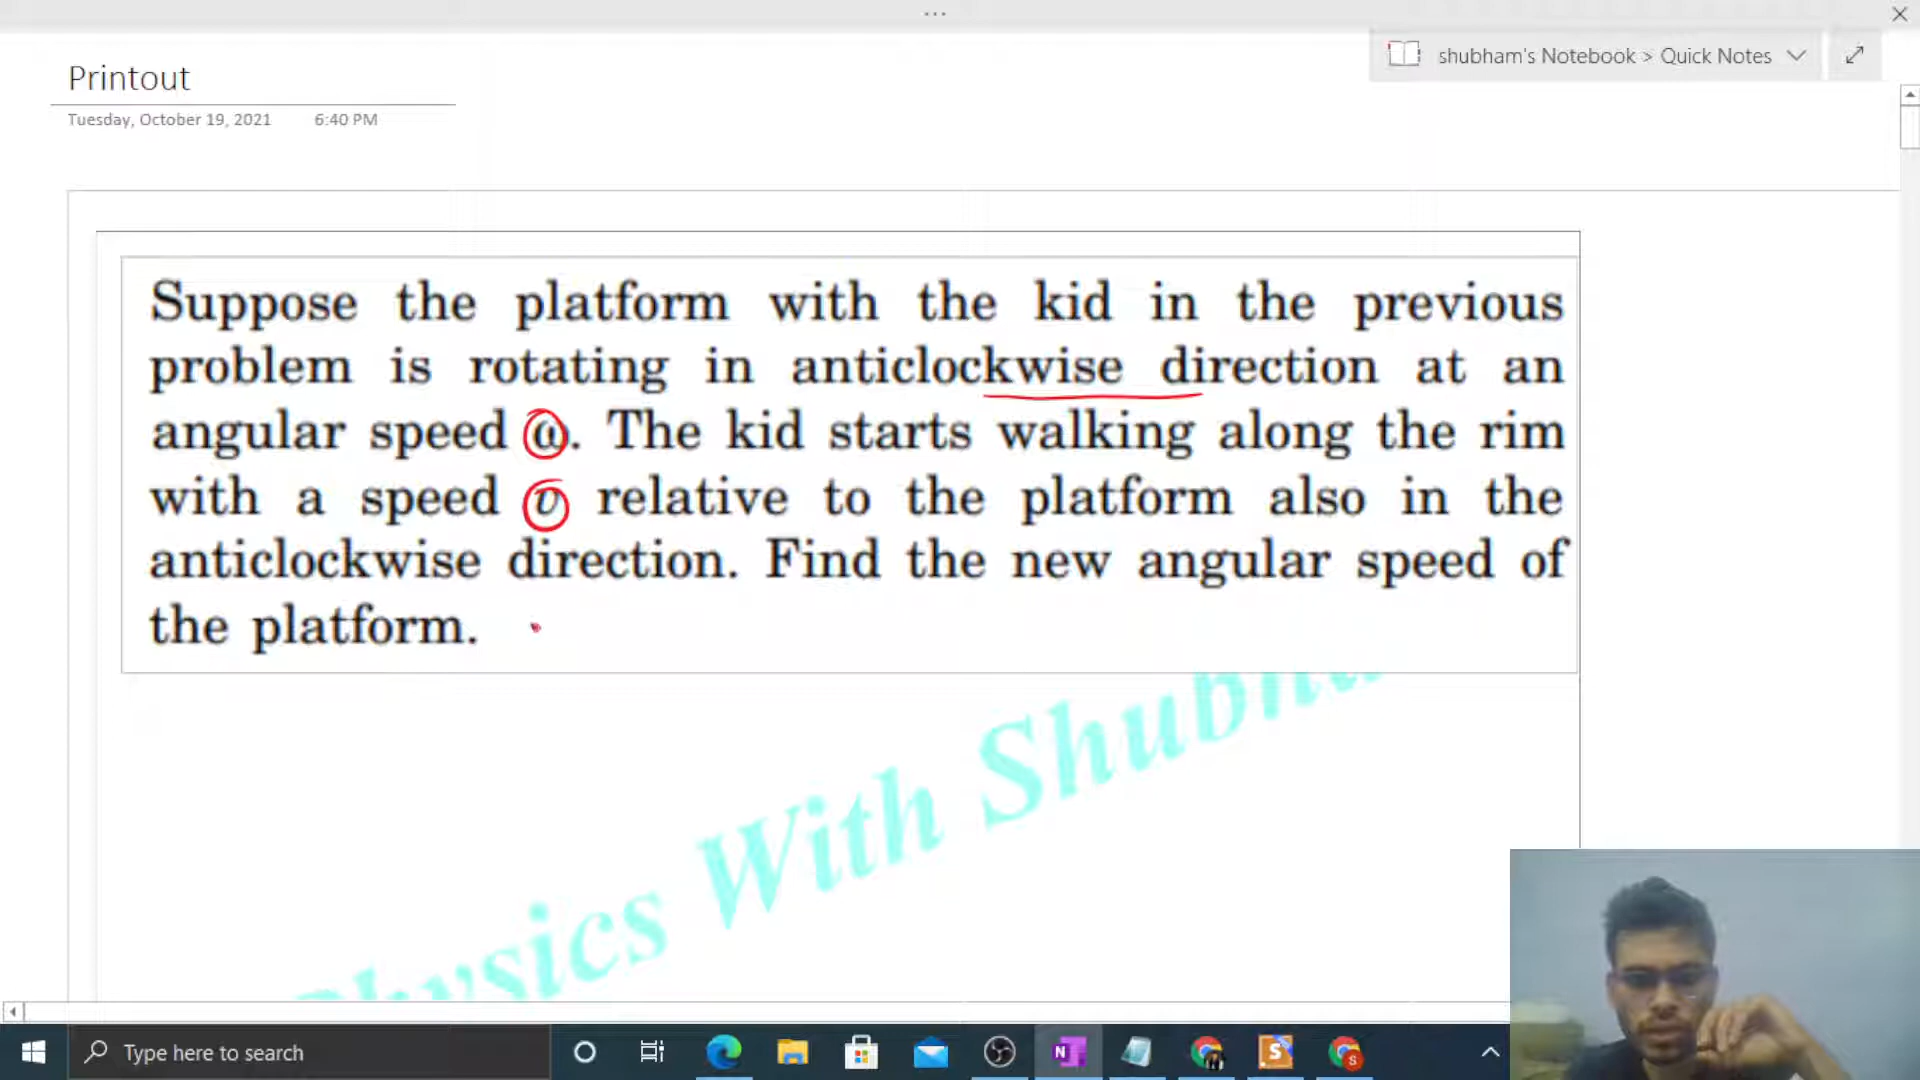 Printout
Tuesday, October 19, 2021 6:40 PM
shubham's Notebook > Quick Notes
Suppose the platform with the kid in the previous
problem is rotating in anticlockwise direction at an
angular speed ω. The kid starts walking along the rim
with a speed v relative to the platform also in the
anticlockwise direction. Find the new angular speed of
the platform.
Physics With Shubham
Type here to search